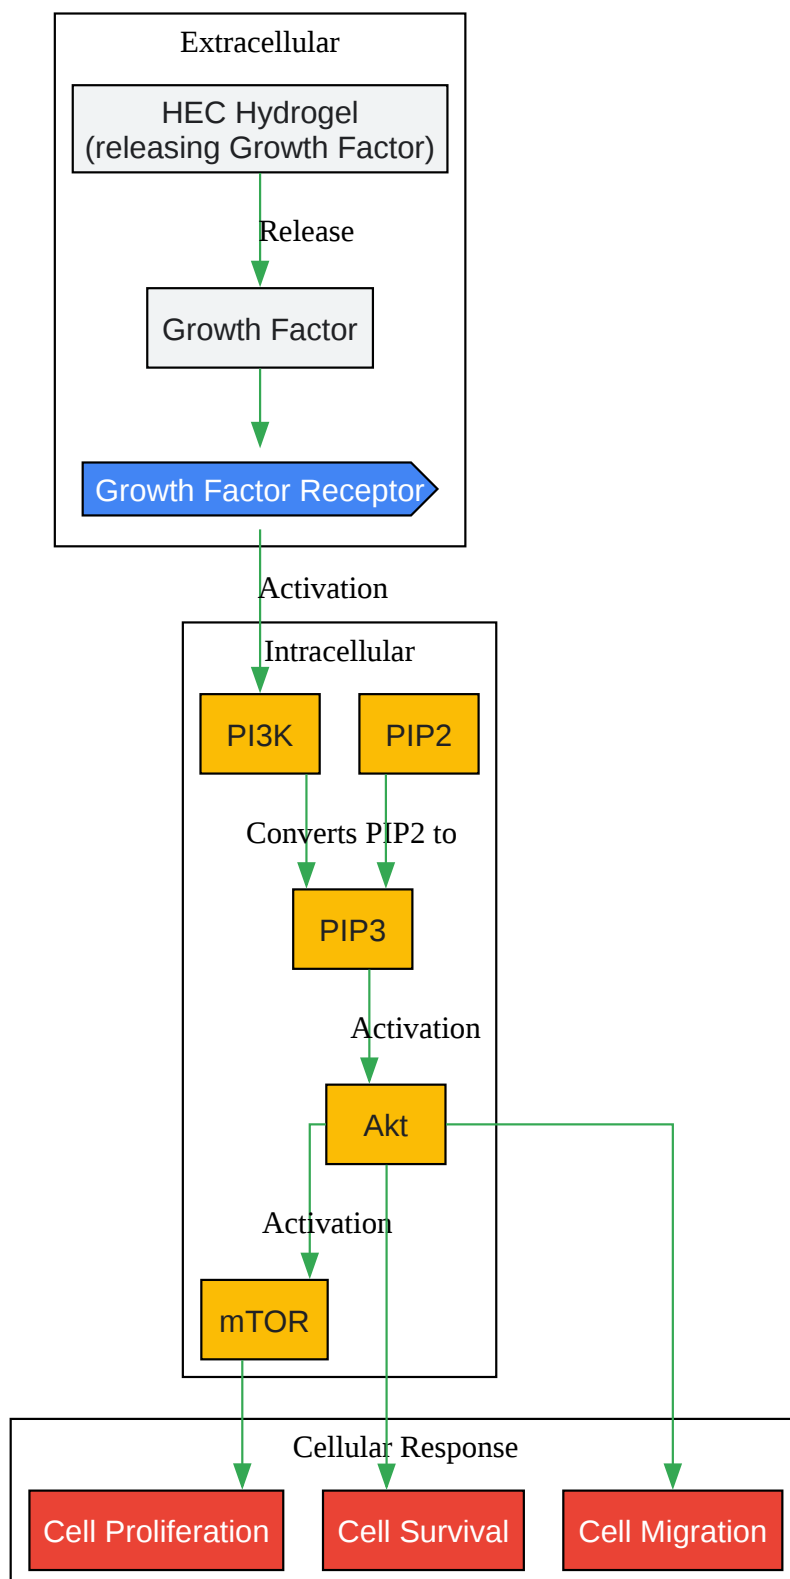 Extracellular
HEC Hydrogel
(releasing Growth Factor)
Release
Growth Factor
Growth Factor Receptor
Activation
Intracellular
PI3K
PIP2
Converts PIP2 to
PIP3
Activation
Akt
Activation
mTOR
Cellular Response
Cell Proliferation
Cell Survival
Cell Migration